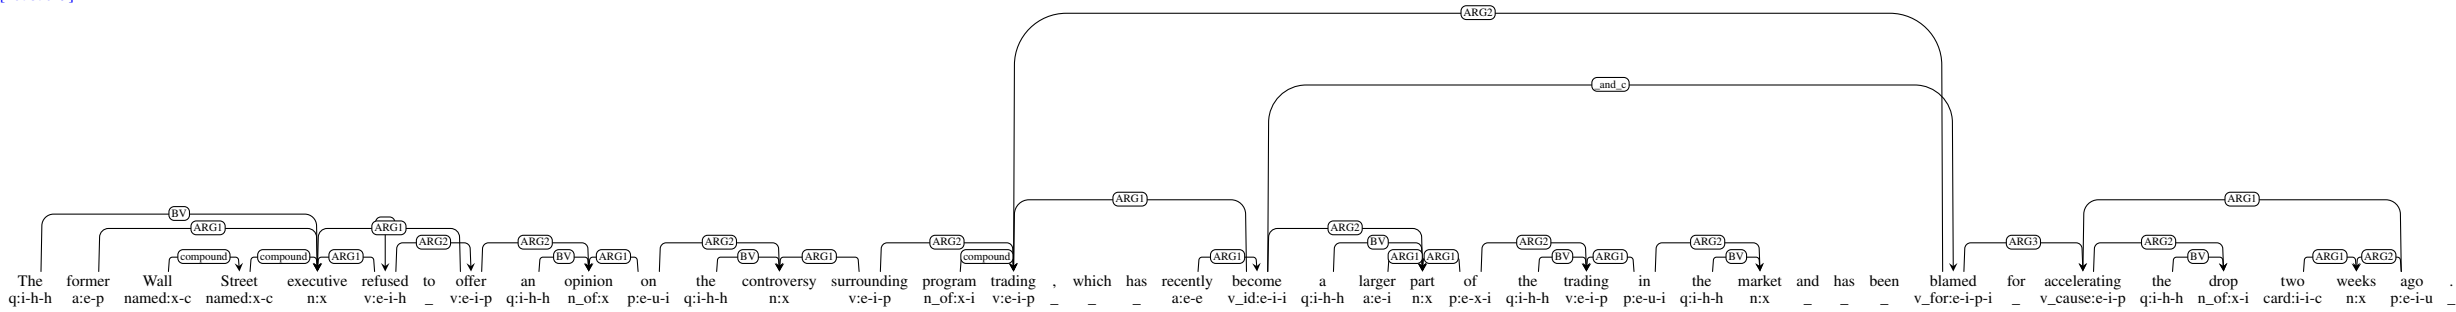 ARG2
_and_c
ARG1
BV ARG1 ARG1 ARG1
ARG2 ARG2 ARG2 ARG2 ARG2 BV ARG2 ARG2 ARG3 ARG2
compound compound ARG1 BV ARG1 BV ARG1 compound ARG1 ARG1 ARG1 BV ARG1 BV BV ARG1 ARG2
The former Wall Street executive refused to offer an opinion on the controversy surrounding program trading , which has recently become a larger part of the trading in the market and has been blamed for accelerating the drop two weeks ago .
q:i-h-h a:e-p named:x-c named:x-c n:x v:e-i-h _ v:e-i-p q:i-h-h n_of:x p:e-u-i q:i-h-h n:x v:e-i-p n_of:x-i v:e-i-p _ _ _ a:e-e v_id:e-i-i q:i-h-h a:e-i n:x p:e-x-i q:i-h-h v:e-i-p p:e-u-i q:i-h-h n:x _ _ _ v_for:e-i-p-i _ v_cause:e-i-p q:i-h-h n_of:x-i card:i-i-c n:x p:e-i-u _